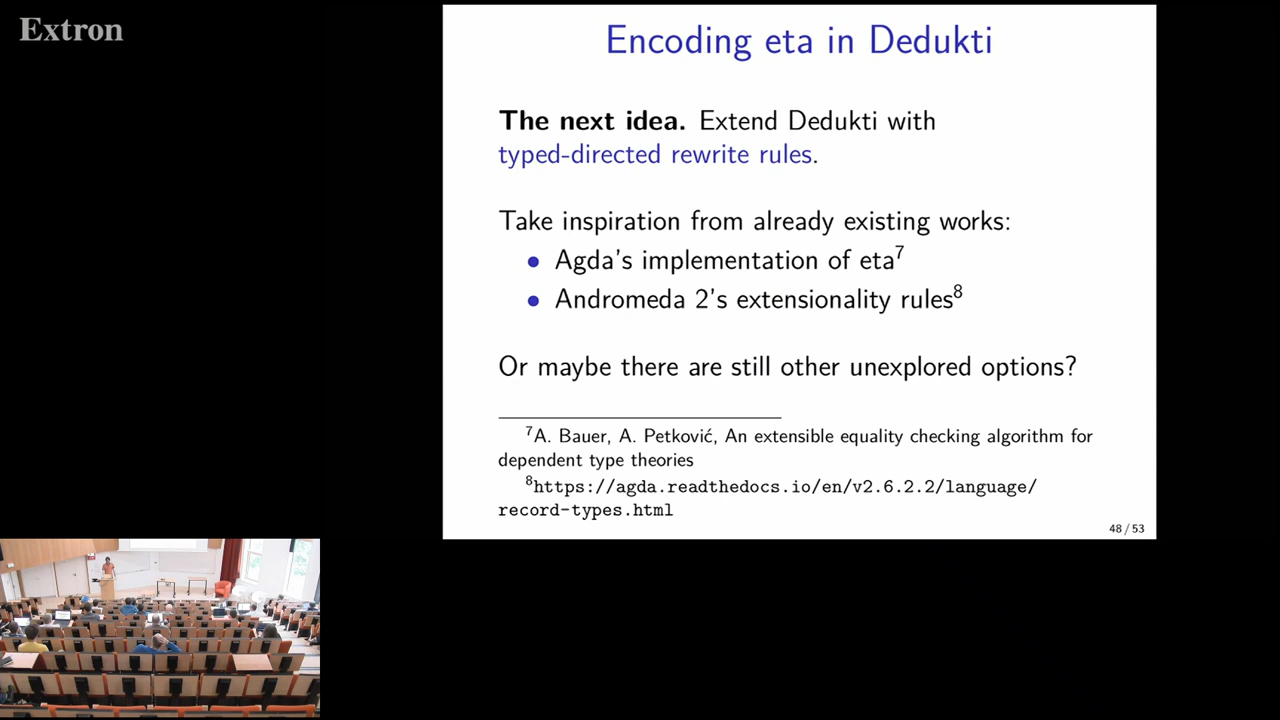 Extron
Encoding eta in Dedukti
The next idea. Extend Dedukti with
typed-directed rewrite rules.
Take inspiration from already existing works:
• Agda's implementation of eta⁷
• Andromeda 2's extensionality rules⁸
Or maybe there are still other unexplored options?
⁷A. Bauer, A. Petković, An extensible equality checking algorithm for
dependent type theories
⁸https://agda.readthedocs.io/en/v2.6.2.2/language/
record-types.html
48 / 53